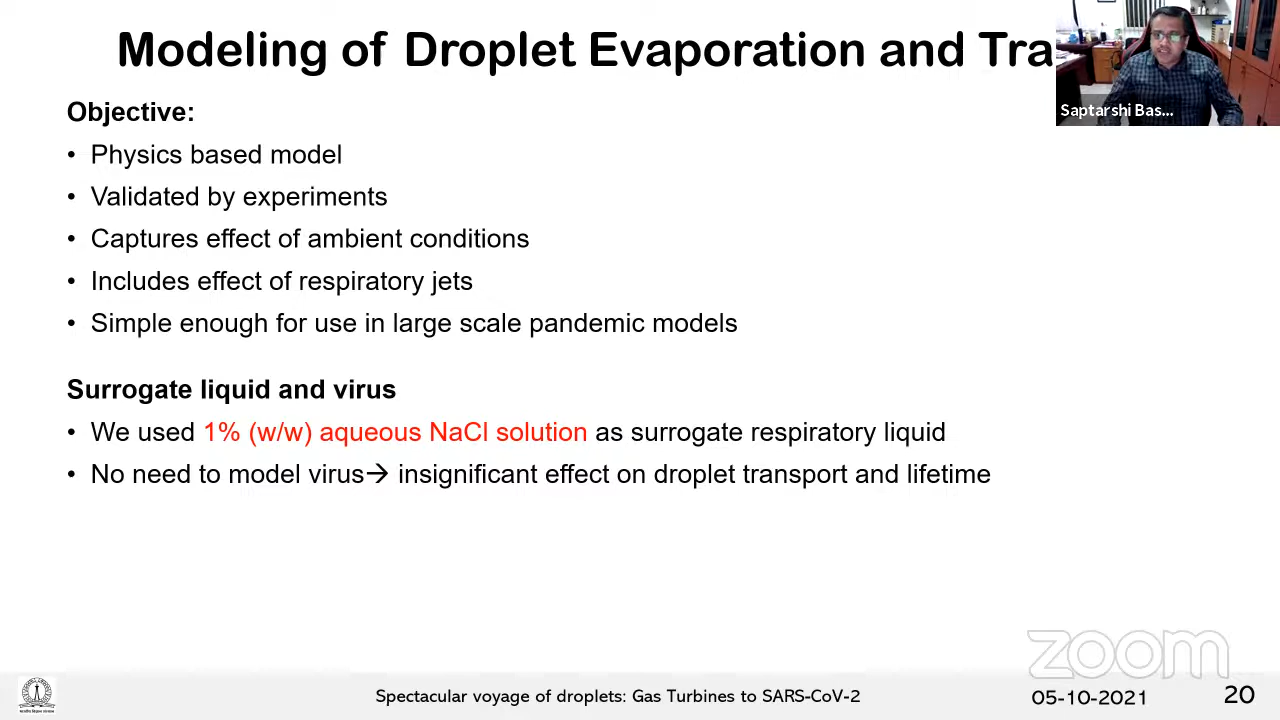 Modeling of Droplet Evaporation and Tra
Saptarshi Bas...
Objective:
• Physics based model
• Validated by experiments
• Captures effect of ambient conditions
• Includes effect of respiratory jets
• Simple enough for use in large scale pandemic models
Surrogate liquid and virus
• We used 1% (w/w) aqueous NaCl solution as surrogate respiratory liquid
• No need to model virus→ insignificant effect on droplet transport and lifetime
zoom
Spectacular voyage of droplets: Gas Turbines to SARS-CoV-2
05-10-2021
20